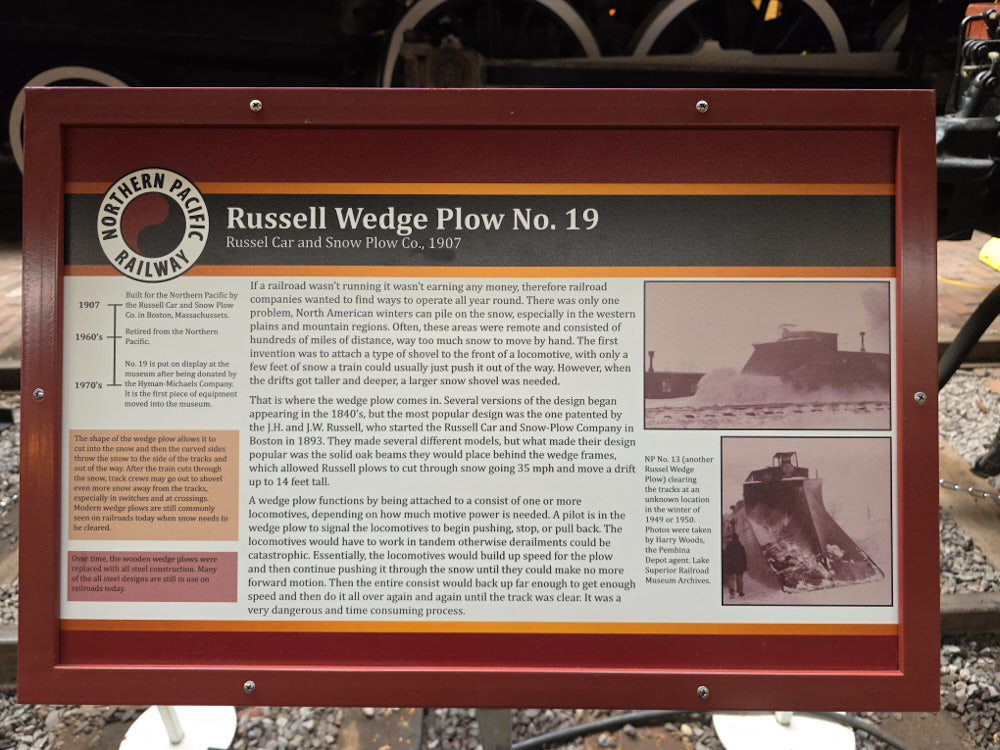 NORTHERN PACIFIC
RAILWAY
Russell Wedge Plow No. 19
Russel Car and Snow Plow Co., 1907
1907
Built for the Northern Pacific by
the Russell Car and Snow Plow
Co. in Boston, Massachussets.
1960's
Retired from the Northern
Pacific.
1970's
No. 19 is put on display at the
museum after being donated by
the Hyman-Michaels Company.
It is the first piece of equipment
moved into the museum.
The shape of the wedge plow allows it to
cut into the snow and then the curved sides
throw the snow to the side of the tracks and
out of the way. After the train cuts through
the snow, track crews may go out to shovel
even more snow away from the tracks,
especially in switches and at crossings.
Modern wedge plows are still commonly
seen on railroads today when snow needs to
be cleared.
Over time, the wooden wedge plows were
replaced with all steel construction. Many
of the all steel designs are still in use on
railroads today.
If a railroad wasn't running it wasn't earning any money, therefore railroad
companies wanted to find ways to operate all year round. There was only one
problem, North American winters can pile on the snow, especially in the western
plains and mountain regions. Often, these areas were remote and consisted of
hundreds of miles of distance, way too much snow to move by hand. The first
invention was to attach a type of shovel to the front of a locomotive, with only a
few feet of snow a train could usually just push it out of the way. However, when
the drifts got taller and deeper, a larger snow shovel was needed.
That is where the wedge plow comes in. Several versions of the design began
appearing in the 1840's, but the most popular design was the one patented by
the J.H. and J.W. Russell, who started the Russell Car and Snow-Plow Company in
Boston in 1893. They made several different models, but what made their design
popular was the solid oak beams they would place behind the wedge frames,
which allowed Russell plows to cut through snow going 35 mph and move a drift
up to 14 feet tall.
A wedge plow functions by being attached to a consist of one or more
locomotives, depending on how much motive power is needed. A pilot is in the
wedge plow to signal the locomotives to begin pushing, stop, or pull back. The
locomotives would have to work in tandem otherwise derailments could be
catastrophic. Essentially, the locomotives would build up speed for the plow
and then continue pushing it through the snow until they could make no more
forward motion. Then the entire consist would back up far enough to get enough
speed and then do it all over again and again until the track was clear. It was a
very dangerous and time consuming process.
NP No. 13 (another
Russel Wedge
Plow) clearing
the tracks at an
unknown location
in the winter of
1949 or 1950.
Photos were taken
by Harry Woods,
the Pembina
Depot agent. Lake
Superior Railroad
Museum Archives.